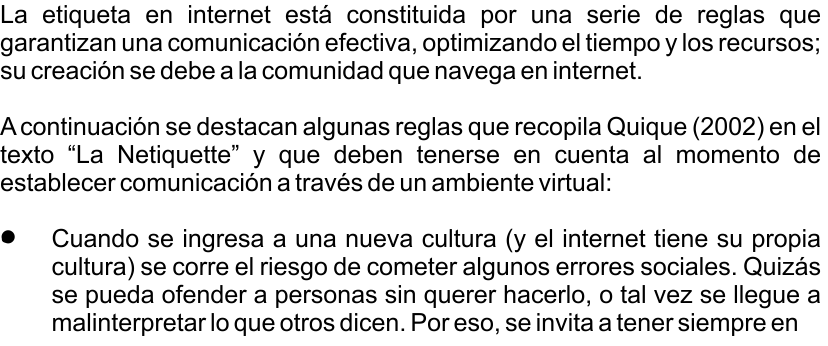 La etiqueta en internet está constituida por una serie de reglas que
garantizan una comunicación efectiva, optimizando el tiempo y los recursos;
su creación se debe a la comunidad que navega en internet.
A continuación se destacan algunas reglas que recopila Quique (2002) en el
texto “La Netiquette” y que deben tenerse en cuenta al momento de
establecer comunicación a través de un ambiente virtual:
● Cuando se ingresa a una nueva cultura (y el internet tiene su propia
cultura) se corre el riesgo de cometer algunos errores sociales. Quizás
se pueda ofender a personas sin querer hacerlo, o tal vez se llegue a
malinterpretar lo que otros dicen. Por eso, se invita a tener siempre en